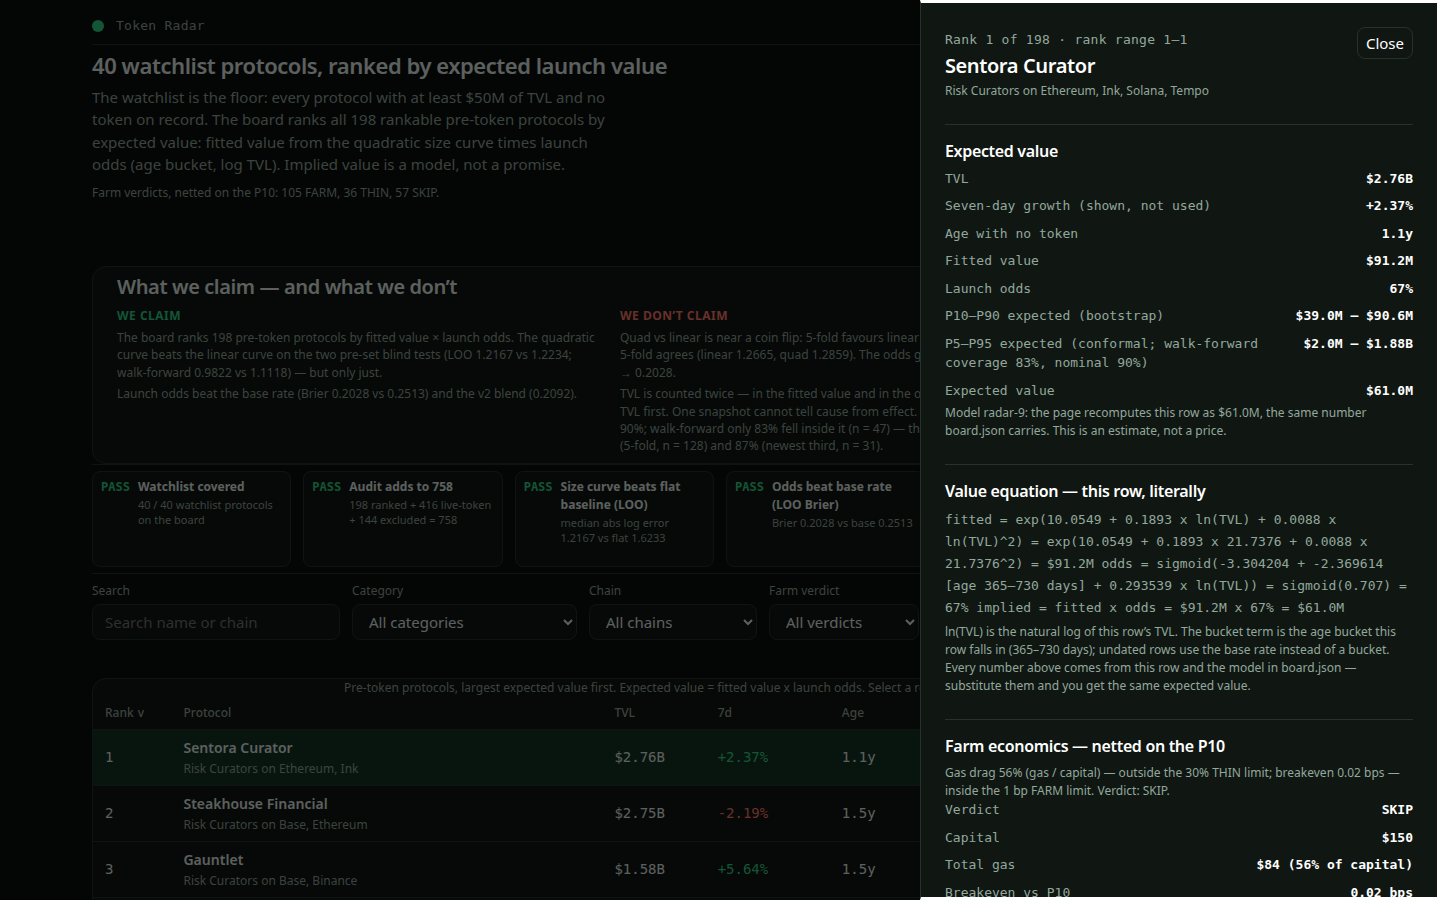 Token Radar
40 watchlist protocols, ranked by expected launch value
The watchlist is the floor: every protocol with at least $50M of TVL and no
token on record. The board ranks all 198 rankable pre-token protocols by
expected value: fitted value from the quadratic size curve times launch
odds (age bucket, log TVL). Implied value is a model, not a promise.
Farm verdicts, netted on the P10: 105 FARM, 36 THIN, 57 SKIP.
What we claim — and what we don't
WE CLAIM
The board ranks 198 pre-token protocols by fitted value × launch odds. The quadratic
curve beats the linear curve on the two pre-set blind tests (LOO 1.2167 vs 1.2234;
walk-forward 0.9822 vs 1.1118) — but only just.
Launch odds beat the base rate (Brier 0.2028 vs 0.2513) and the v2 blend (0.2092).
WE DON'T CLAIM
Quad vs linear is near a coin flip: 5-fold favours linear
5-fold agrees (linear 1.2665, quad 1.2859). The odds g
→ 0.2028.
TVL is counted twice — in the fitted value and in the o
TVL first. One snapshot cannot tell cause from effect.
90%; walk-forward only 83% fell inside it (n = 47) — th
(5-fold, n = 128) and 87% (newest third, n = 31).
PASS Watchlist covered
40 / 40 watchlist protocols
on the board
PASS Audit adds to 758
198 ranked + 416 live-token
+ 144 excluded = 758
PASS Size curve beats flat
baseline (LOO)
median abs log error
1.2167 vs flat 1.6233
PASS Odds beat base rate
(LOO Brier)
Brier 0.2028 vs base 0.2513
Search Category Chain Farm verdict
Search name or chain All categories All chains All verdicts
Pre-token protocols, largest expected value first. Expected value = fitted value x launch odds. Select a r
Rank v Protocol TVL 7d Age
1 Sentora Curator $2.76B +2.37% 1.1y
Risk Curators on Ethereum, Ink
2 Steakhouse Financial $2.75B -2.19% 1.5y
Risk Curators on Base, Ethereum
3 Gauntlet $1.58B +5.64% 1.5y
Risk Curators on Base, Binance
Rank 1 of 198 · rank range 1–1
Close
Sentora Curator
Risk Curators on Ethereum, Ink, Solana, Tempo
Expected value
TVL $2.76B
Seven-day growth (shown, not used) +2.37%
Age with no token 1.1y
Fitted value $91.2M
Launch odds 67%
P10–P90 expected (bootstrap) $39.0M – $90.6M
P5–P95 expected (conformal; walk-forward $2.0M – $1.88B
coverage 83%, nominal 90%)
Expected value $61.0M
Model radar-9: the page recomputes this row as $61.0M, the same number
board.json carries. This is an estimate, not a price.
Value equation — this row, literally
fitted = exp(10.0549 + 0.1893 x ln(TVL) + 0.0088 x
ln(TVL)^2) = exp(10.0549 + 0.1893 x 21.7376 + 0.0088 x
21.7376^2) = $91.2M odds = sigmoid(-3.304204 + -2.369614
[age 365–730 days] + 0.293539 x ln(TVL)) = sigmoid(0.707) =
67% implied = fitted x odds = $91.2M x 67% = $61.0M
ln(TVL) is the natural log of this row's TVL. The bucket term is the age bucket this
row falls in (365–730 days); undated rows use the base rate instead of a bucket.
Every number above comes from this row and the model in board.json —
substitute them and you get the same expected value.
Farm economics — netted on the P10
Gas drag 56% (gas / capital) — outside the 30% THIN limit; breakeven 0.02 bps —
inside the 1 bp FARM limit. Verdict: SKIP.
Verdict SKIP
Capital $150
Total gas $84 (56% of capital)
Breakeven vs P10 0.02 bps